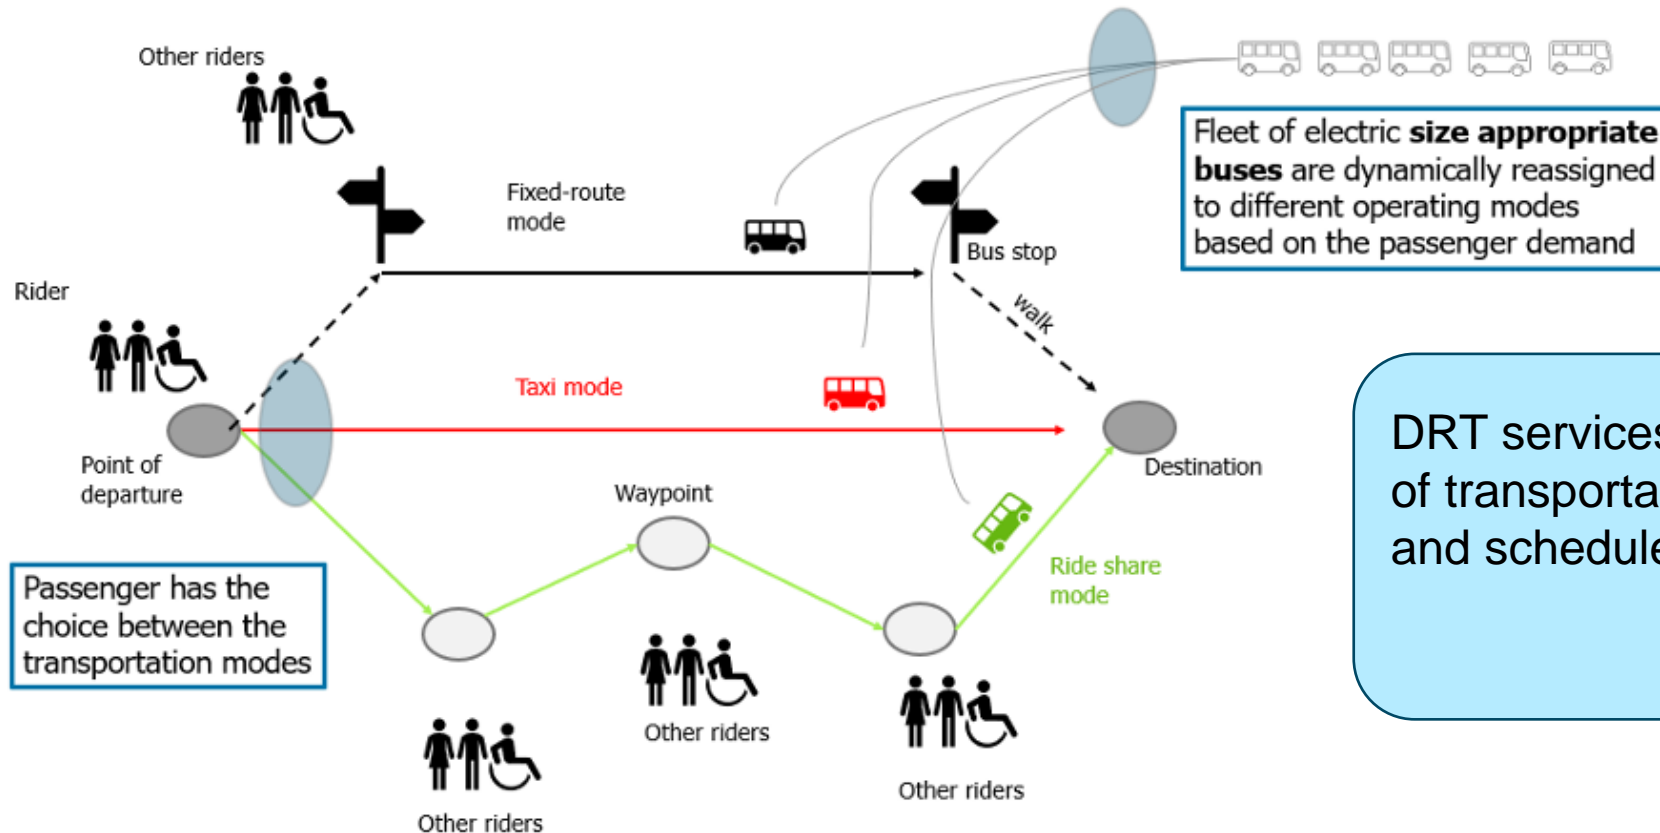 Other riders
Fleet of electric size appropriate
buses are dynamically reassigned
to different operating modes
based on the passenger demand
Fixed-route
mode
Bus stop
walk
Rider
Taxi mode
Point of
departure
Destination
Waypoint
Ride share
mode
Passenger has the
choice between the
transportation modes
Other riders
Other riders
Other riders
DRT services
of transporta
and schedule